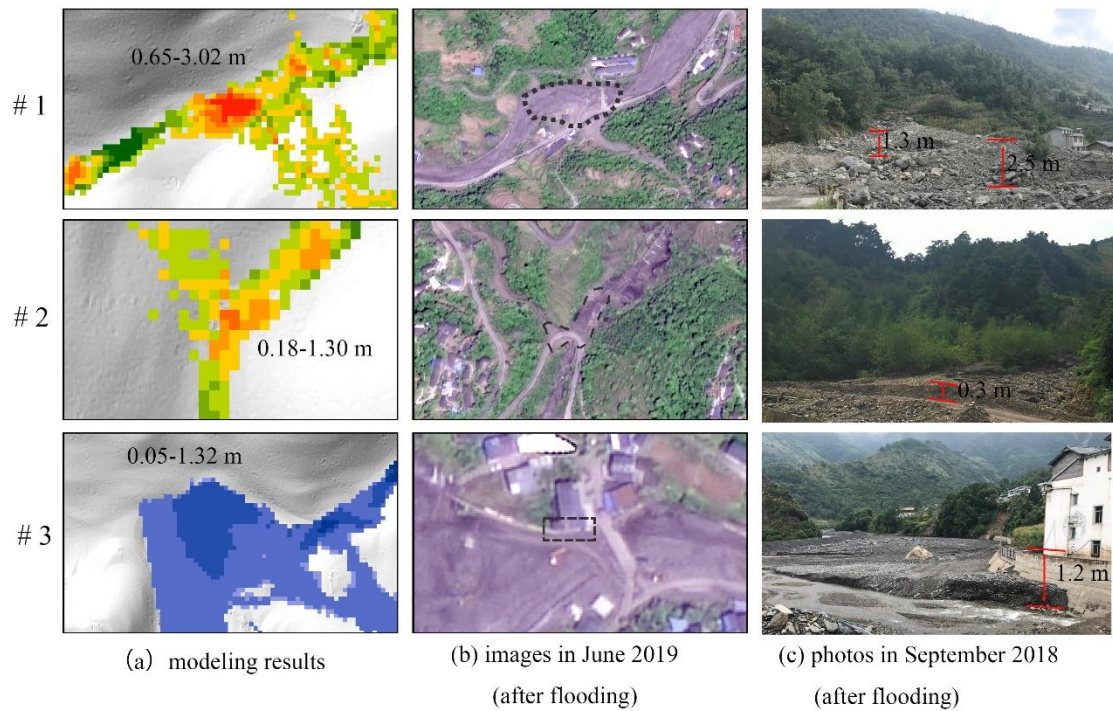 # 1
0.65-3.02 m
1.3 m
2.5 m
# 2
0.18-1.30 m
0.3 m
# 3
0.05-1.32 m
1.2 m
(a) modeling results
(b) images in June 2019
(after flooding)
(c) photos in September 2018
(after flooding)